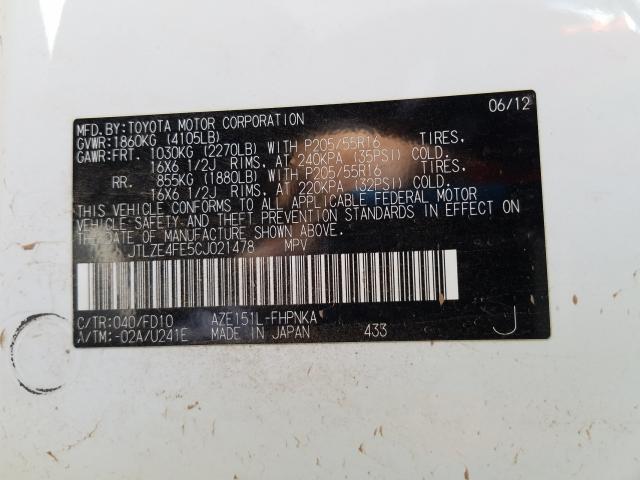 06/12
MFD.BY:TOYOTA MOTOR CORPORATION
GVWR:1860KG (4105LB)
GAWR:FRT. 1030KG (2270LB) WITH P205/55R16 TIRES.
16X6 1/2J RIMS. AT 240KPA (35PSI) COLD.
RR. 855KG (1880LB) WITH P205/55R16 TIRES.
16X6 1/2J RIMS. AT 220KPA (32PSI) COLD.
THIS VEHICLE CONFORMS TO ALL APPLICABLE FEDERAL MOTOR
VEHICLE SAFETY AND THEFT PREVENTION STANDARDS IN EFFECT ON
THE DATE OF MANUFACTURE SHOWN ABOVE.
JTLZE4FE5CJ021478 MPV
C/TR:040/FD10 AZE151L-FHPNKA
A/TM:-02A/U241E MADE IN JAPAN 433 J